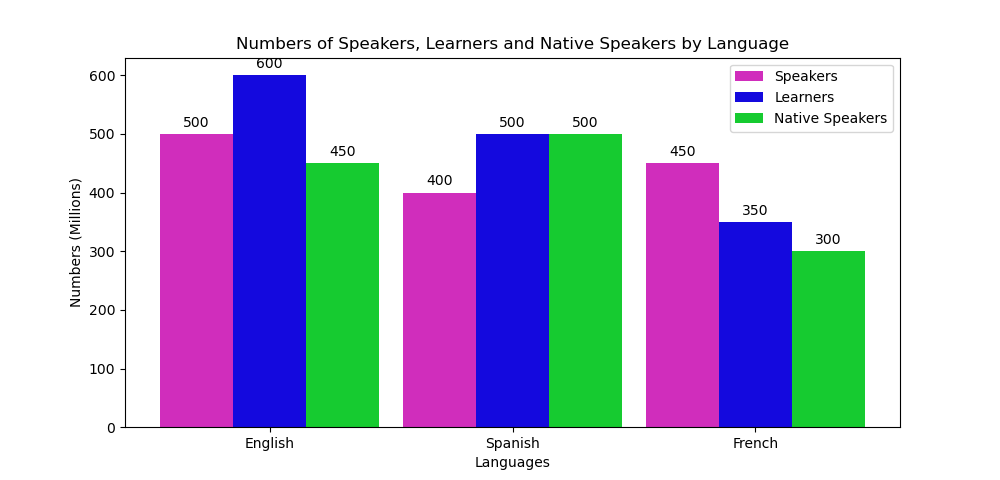 Numbers of Speakers, Learners and Native Speakers by Language
Speakers
Learners
Native Speakers
Numbers (Millions)
600
500
400
300
200
100
0
500
600
450
400
500
500
450
350
300
English
Spanish
French
Languages